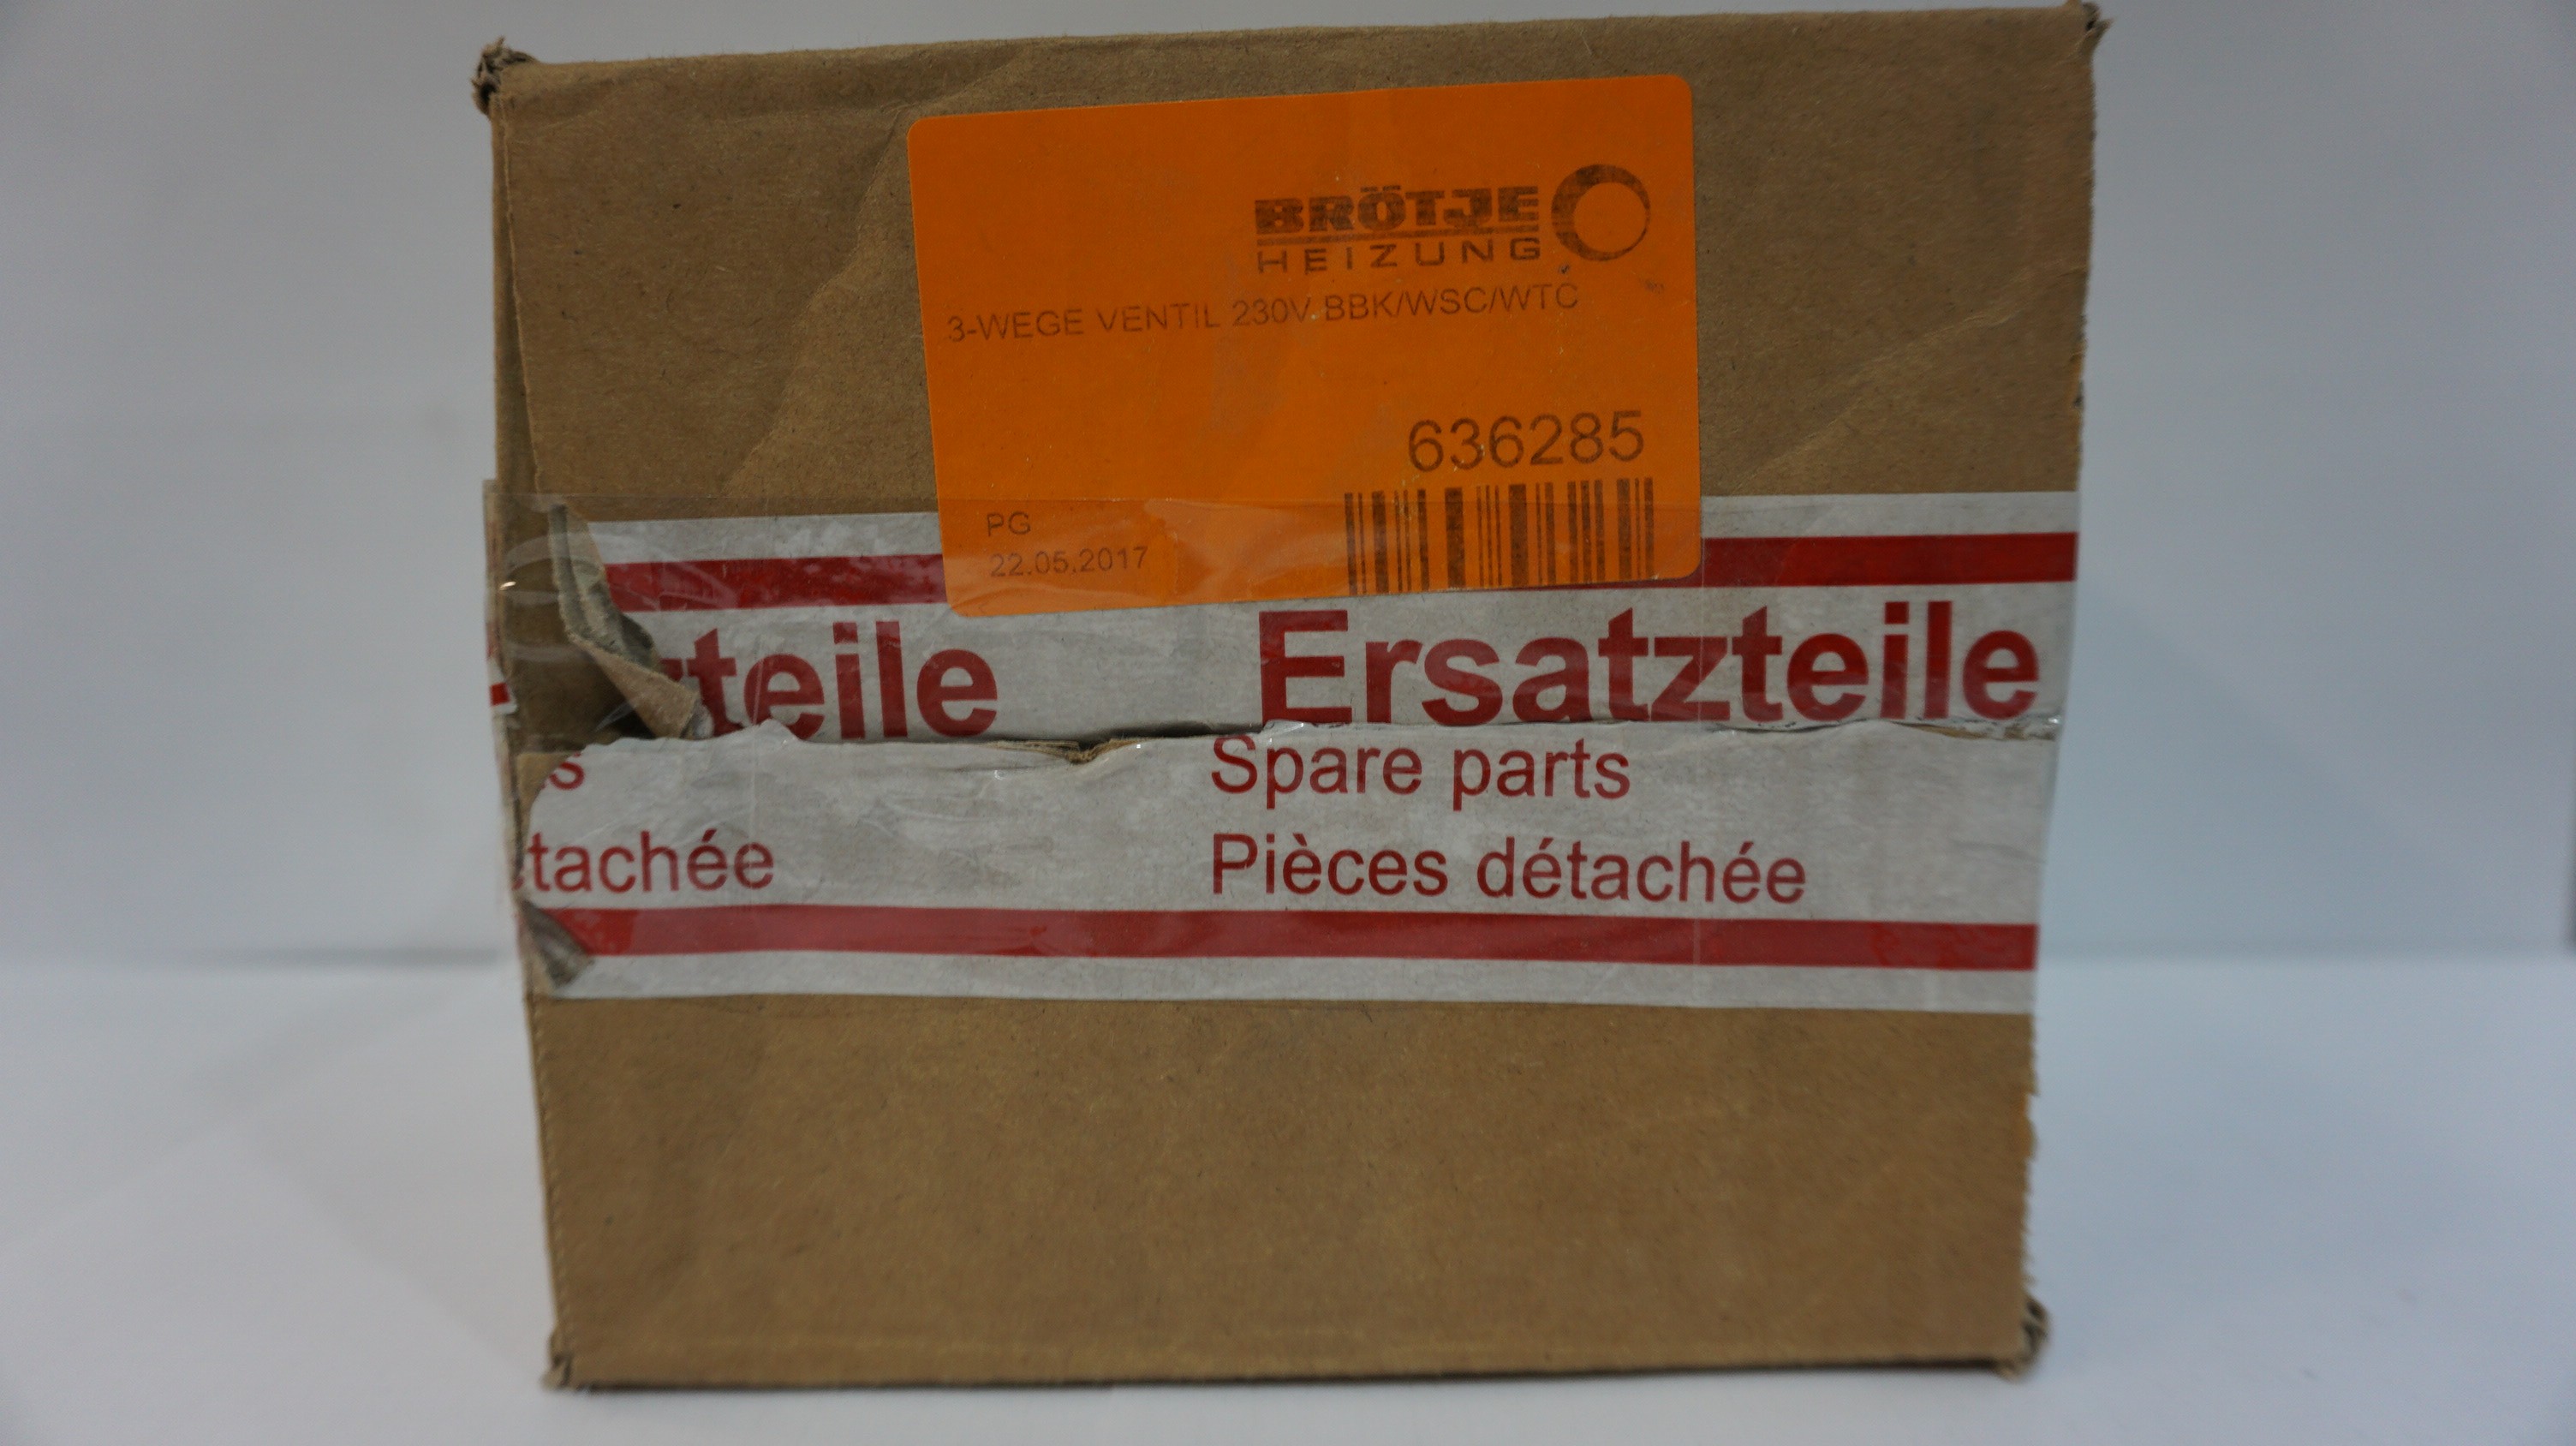 BRÖTJE
HEIZUNG
3-WEGE VENTIL 230V BBK/WSC/WTC
636285
PG
22.05.2017
zteile Ersatzteile
s Spare parts
tachée Pièces détachée